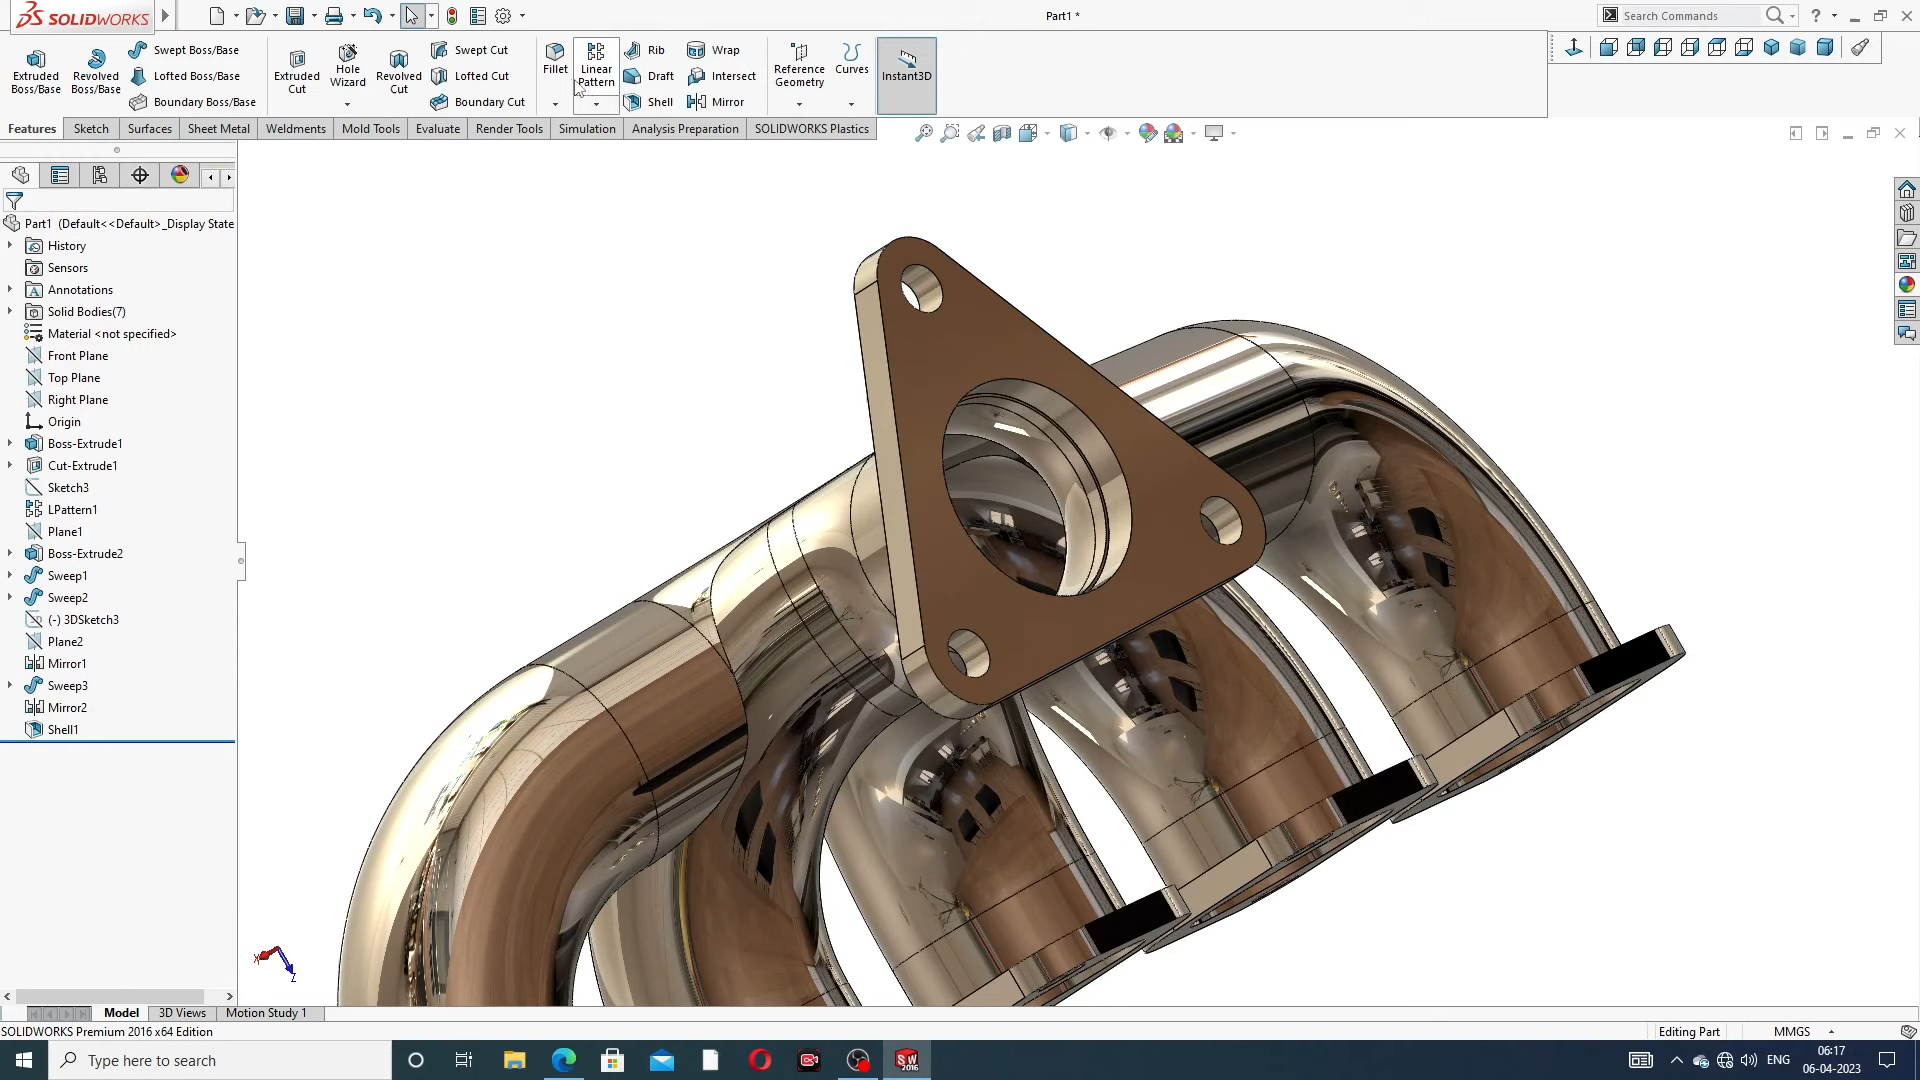 SOLIDWORKS
Part1 *
Search Commands
Extruded Boss/Base
Revolved Boss/Base
Swept Boss/Base
Lofted Boss/Base
Boundary Boss/Base
Extruded Cut
Hole Wizard
Revolved Cut
Swept Cut
Lofted Cut
Boundary Cut
Fillet
Linear Pattern
Rib
Draft
Shell
Wrap
Intersect
Mirror
Reference Geometry
Curves
Instant3D
Features
Sketch
Surfaces
Sheet Metal
Weldments
Mold Tools
Evaluate
Render Tools
Simulation
Analysis Preparation
SOLIDWORKS Plastics
Part1 (Default<<Default>_Display State
History
Sensors
Annotations
Solid Bodies(7)
Material <not specified>
Front Plane
Top Plane
Right Plane
Origin
Boss-Extrude1
Cut-Extrude1
Sketch3
LPattern1
Plane1
Boss-Extrude2
Sweep1
Sweep2
(-) 3DSketch3
Plane2
Mirror1
Sweep3
Mirror2
Shell1
X
Z
Model
3D Views
Motion Study 1
SOLIDWORKS Premium 2016 x64 Edition
Editing Part
MMGS
Type here to search
SW
2016
ENG
06:17
06-04-2023